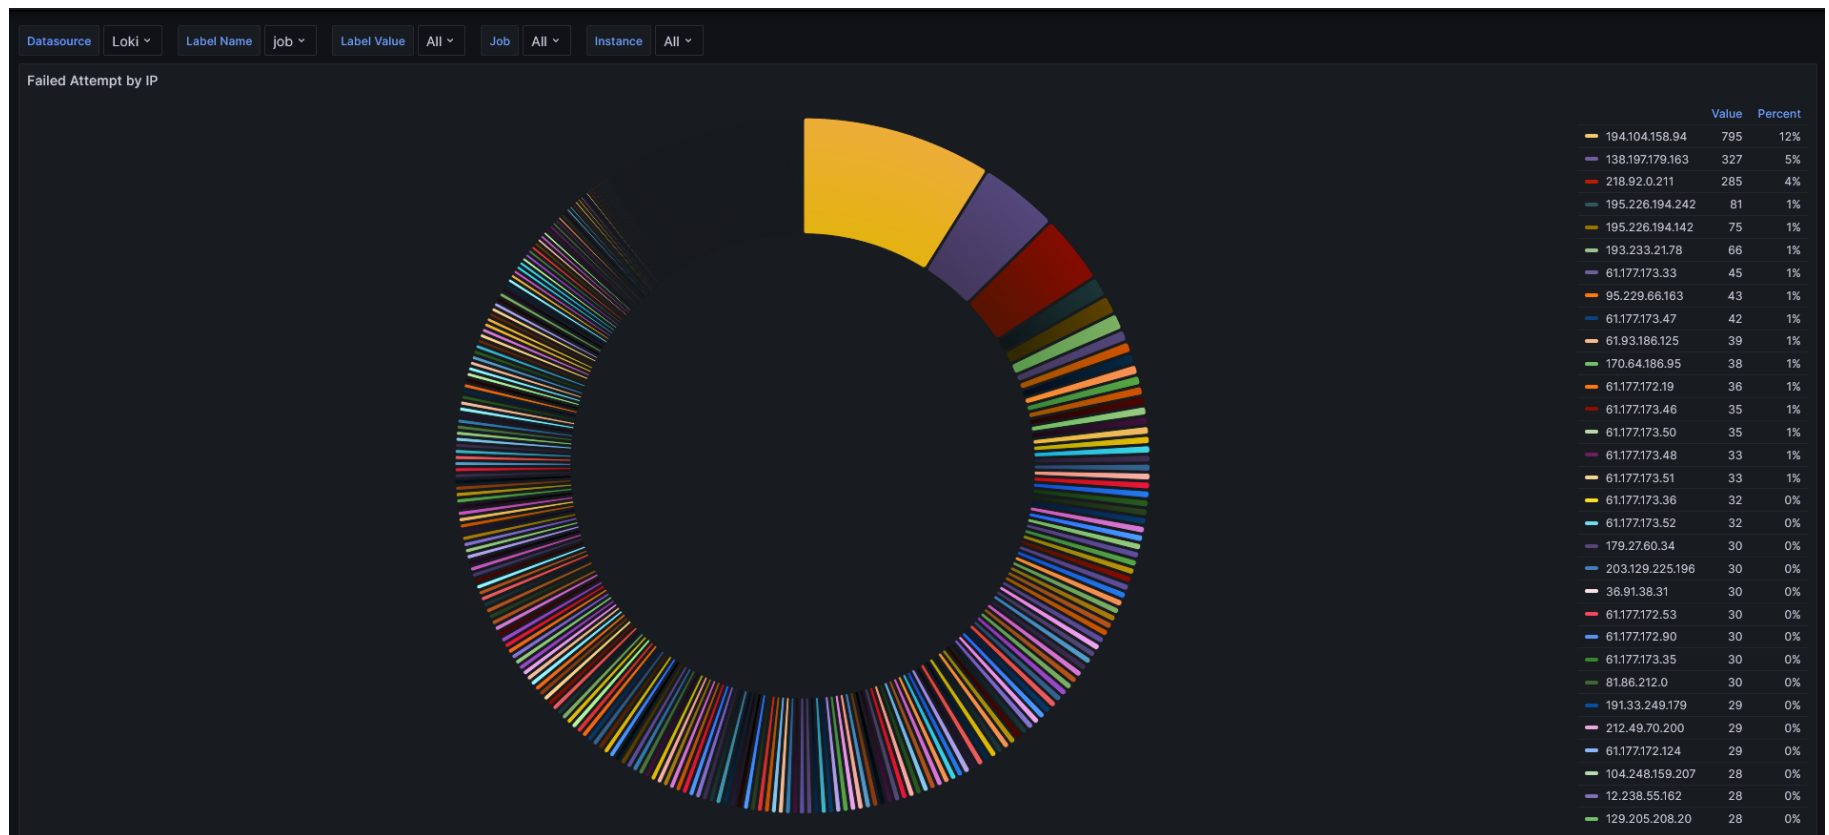 Datasource Loki Label Name job Label Value All Job All Instance All
Failed Attempt by IP
Value Percent
194.104.158.94 795 12%
138.197.179.163 327 5%
218.92.0.211 285 4%
195.226.194.242 81 1%
195.226.194.142 75 1%
193.233.21.78 66 1%
61.177.173.33 45 1%
95.229.66.163 43 1%
61.177.173.47 42 1%
61.93.186.125 39 1%
170.64.186.95 38 1%
61.177.172.19 36 1%
61.177.173.46 35 1%
61.177.173.50 35 1%
61.177.173.48 33 1%
61.177.173.51 33 1%
61.177.173.36 32 0%
61.177.173.52 32 0%
179.27.60.34 30 0%
203.129.225.196 30 0%
36.91.38.31 30 0%
61.177.172.53 30 0%
61.177.172.90 30 0%
61.177.173.35 30 0%
81.86.212.0 30 0%
191.33.249.179 29 0%
212.49.70.200 29 0%
61.177.172.124 29 0%
104.248.159.207 28 0%
12.238.55.162 28 0%
129.205.208.20 28 0%